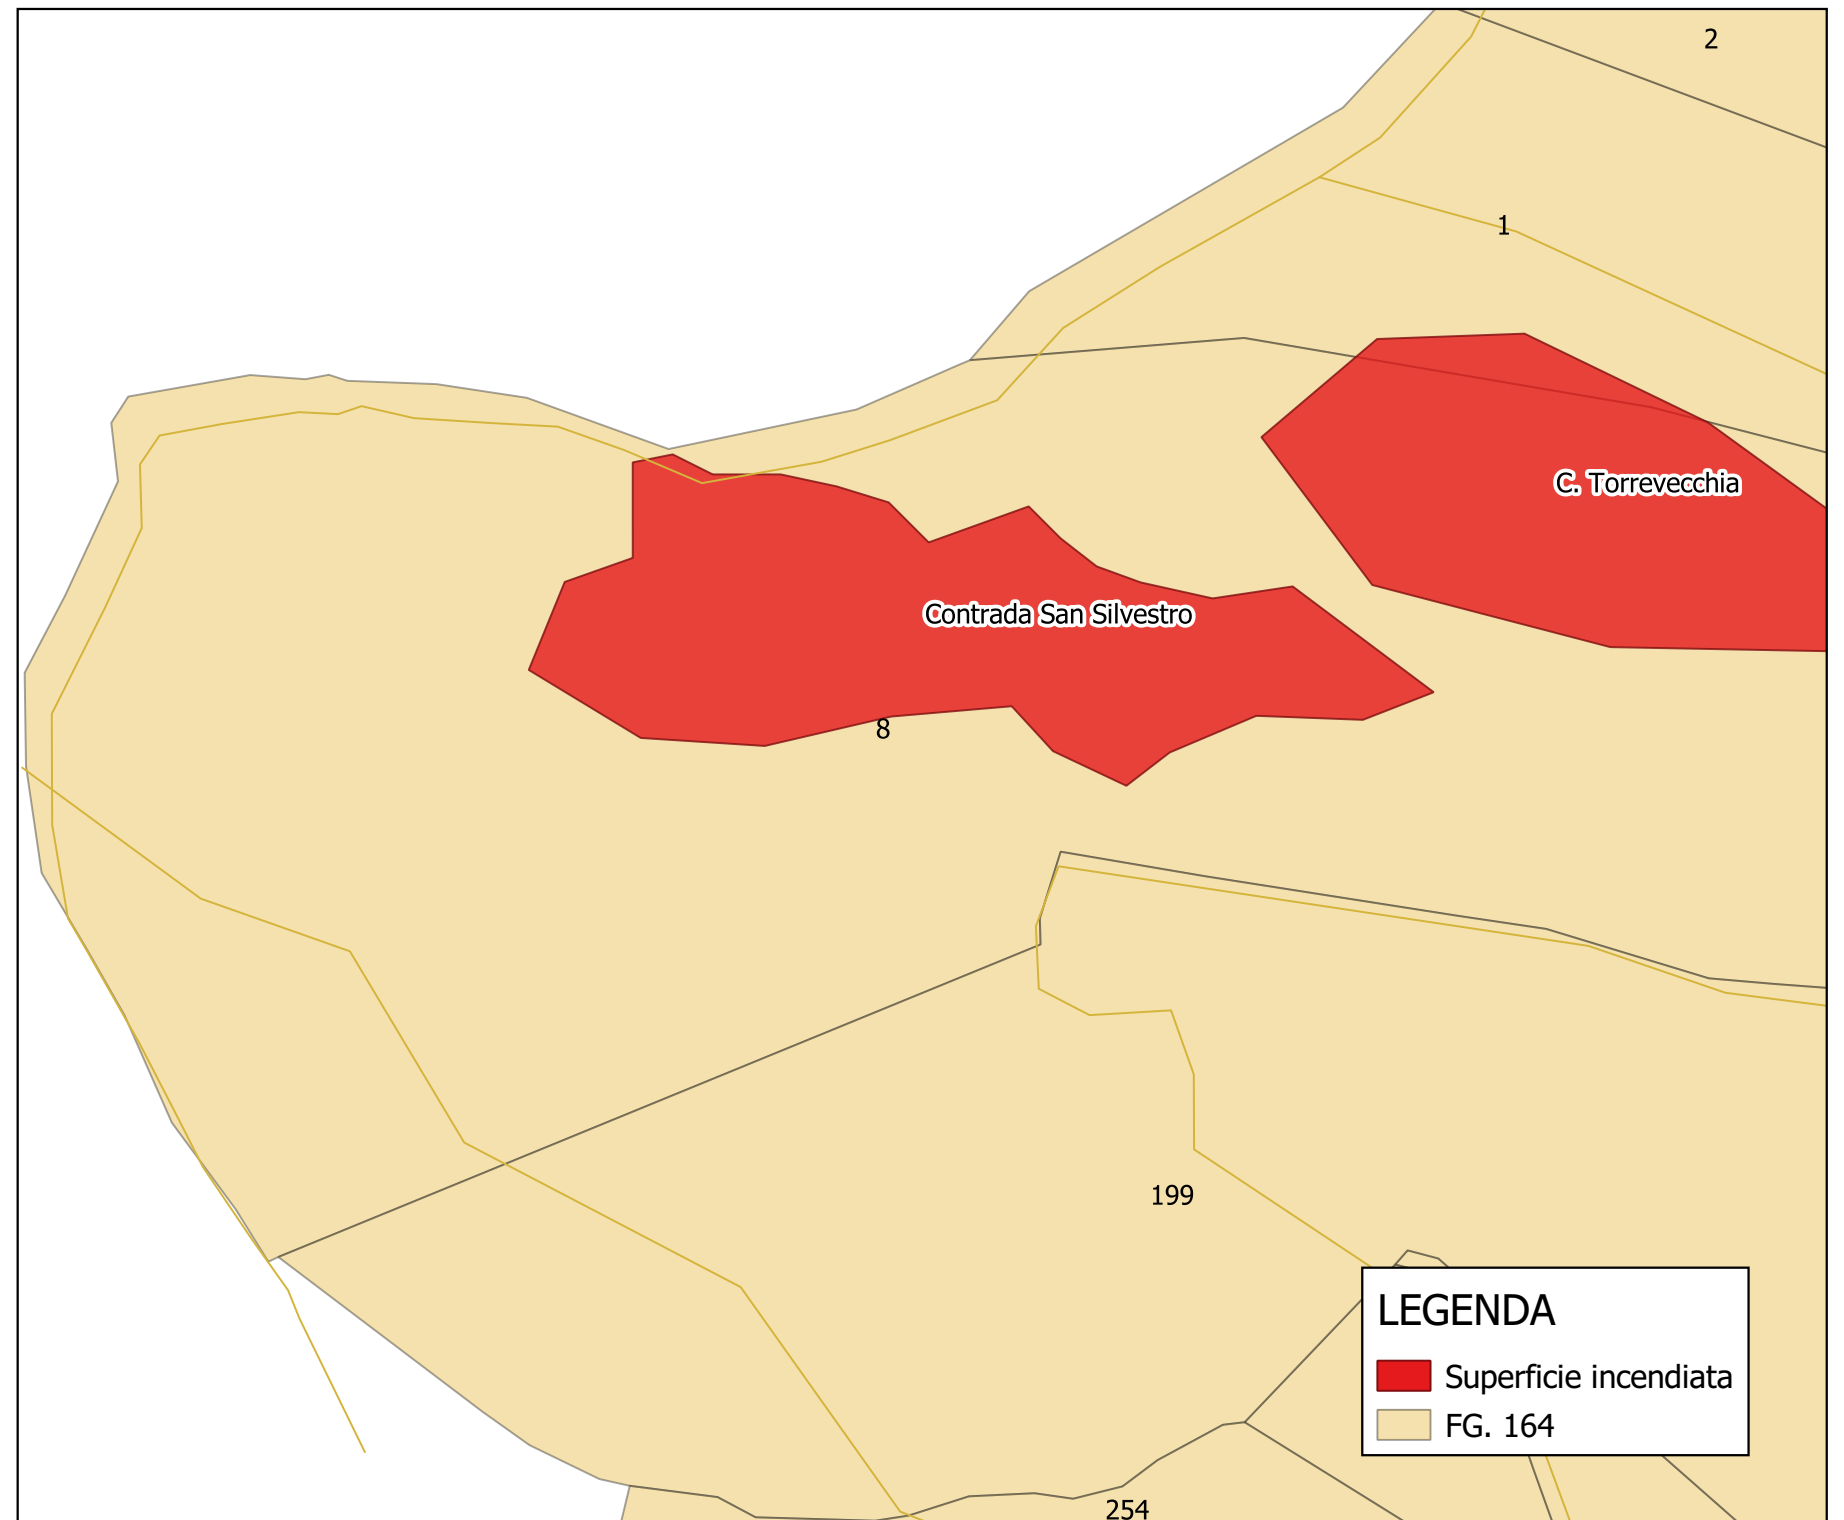 2
1
C. Torrevecchia
Contrada San Silvestro
8
199
LEGENDA
Superficie incendiata
FG. 164
254